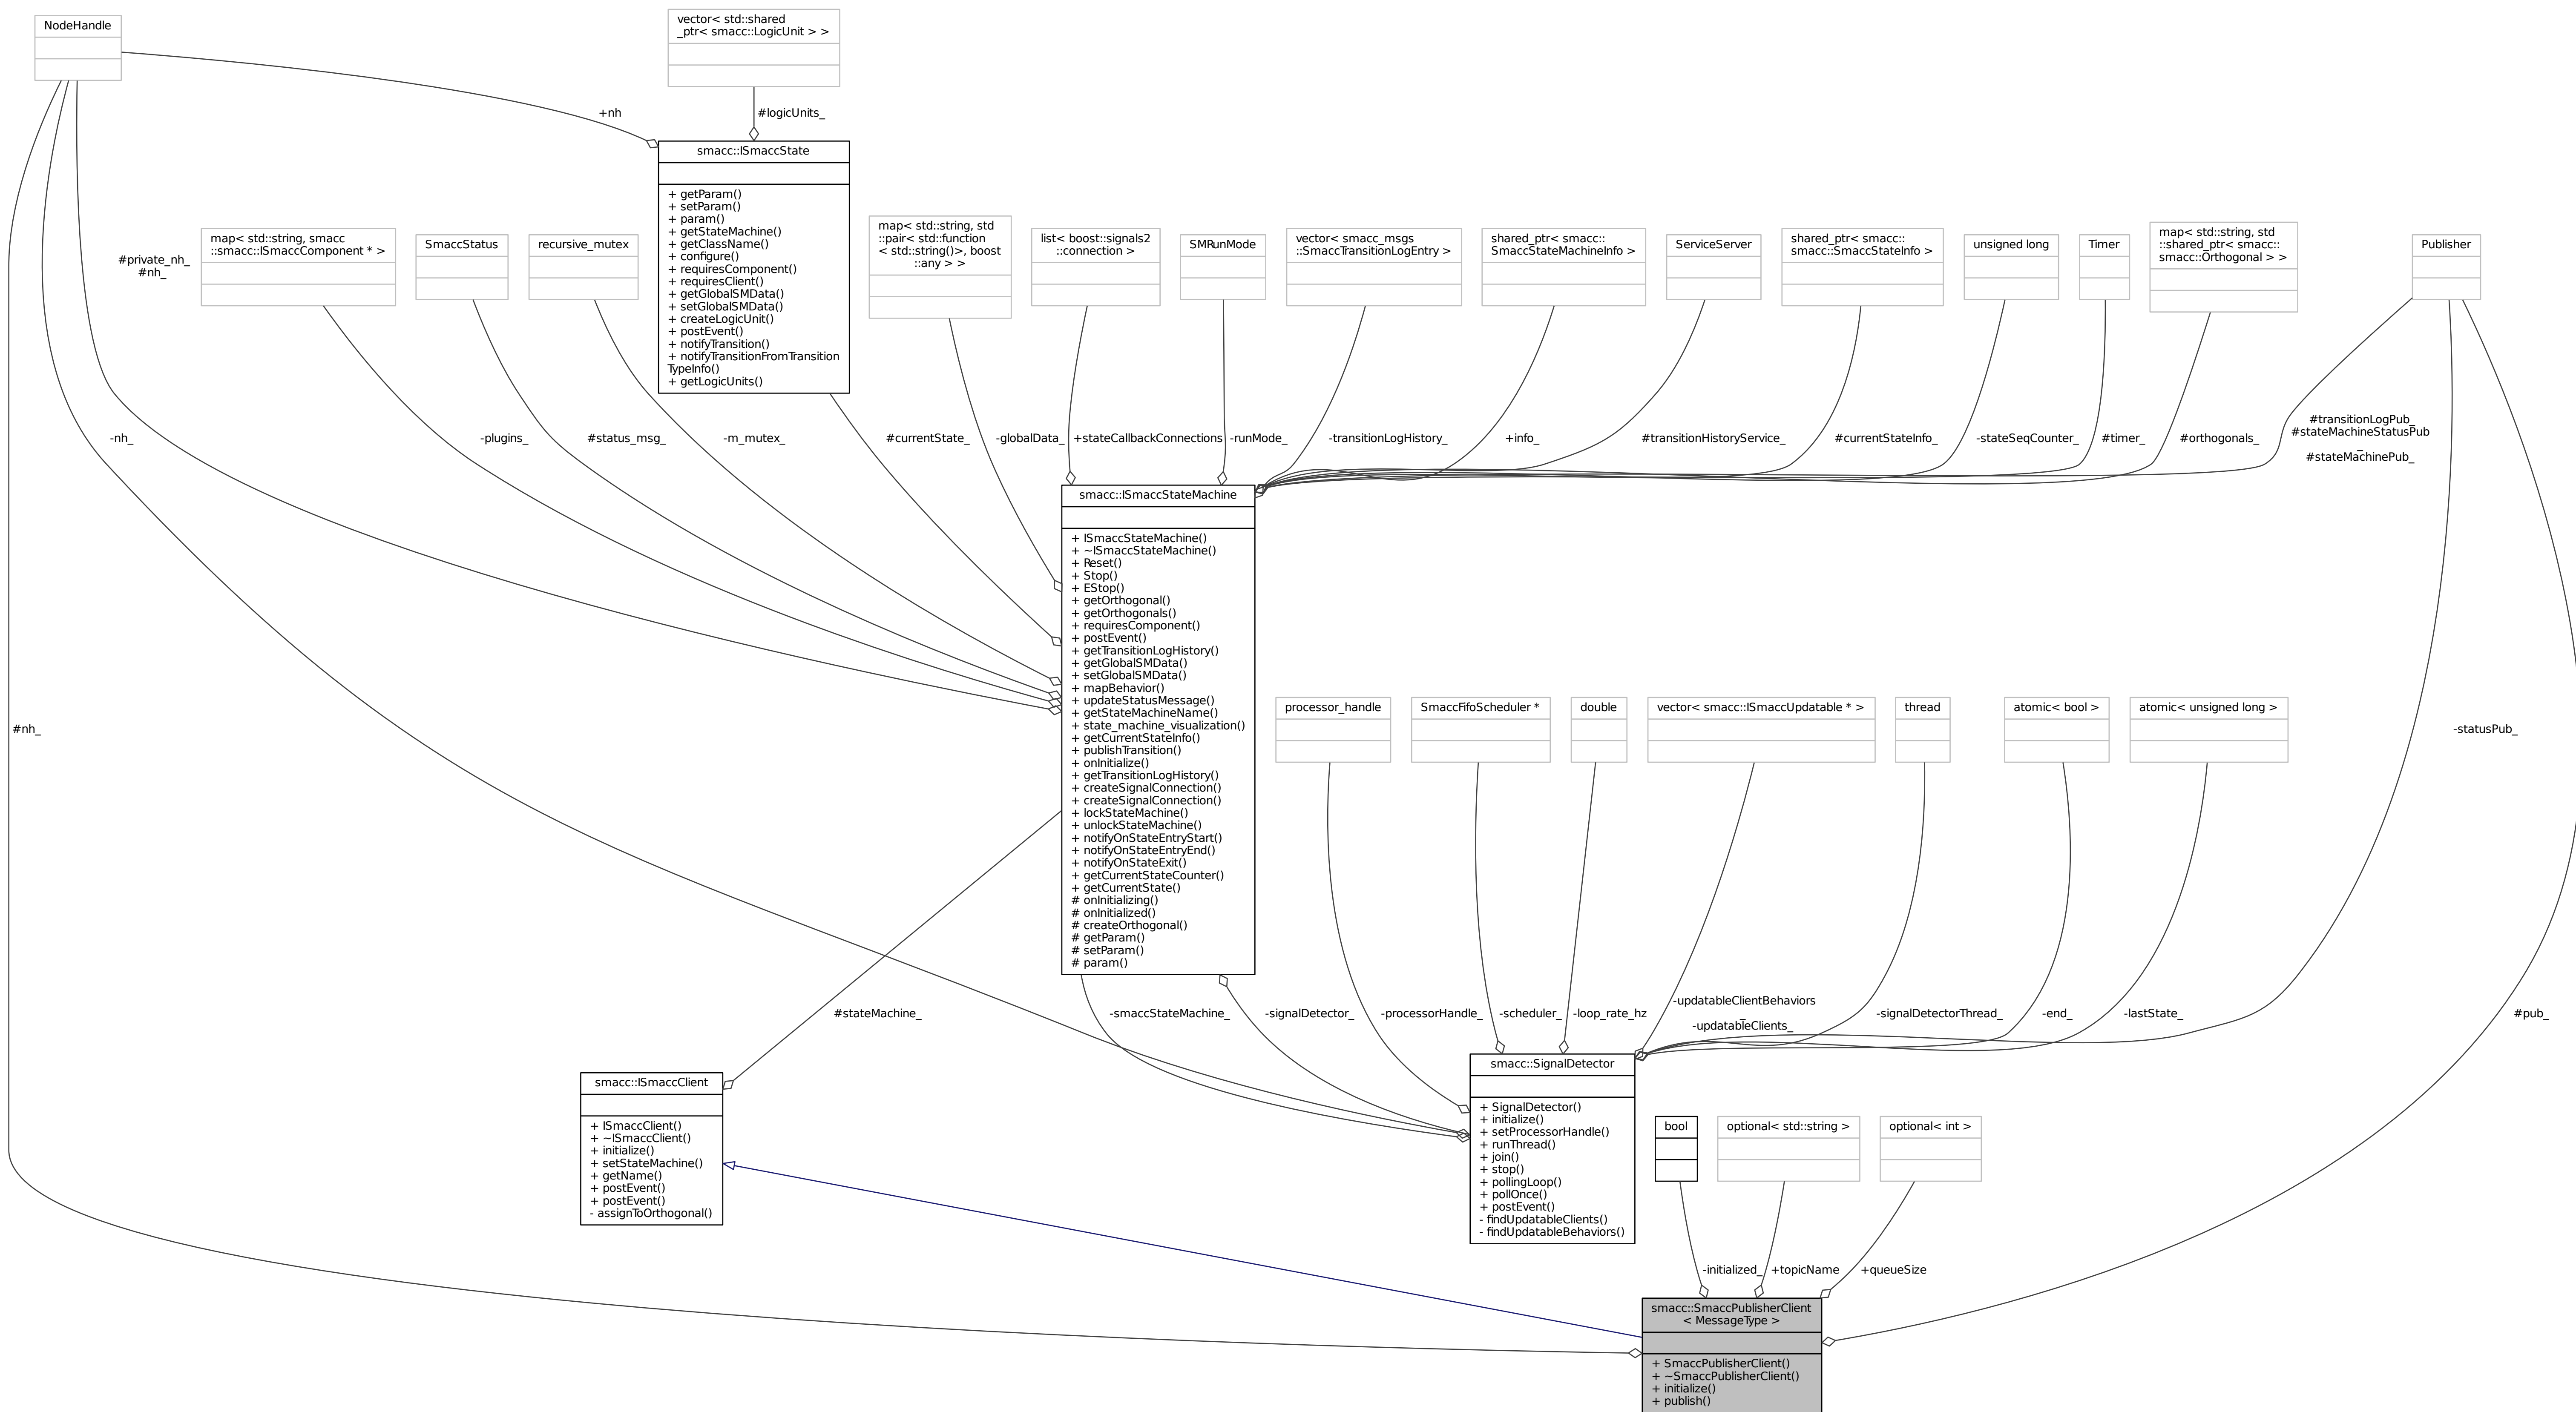 NodeHandle
vector< std::shared
_ptr< smacc::LogicUnit > >
+nh
#logicUnits_
smacc::ISmaccState
+ getParam()
+ setParam()
+ param()
+ getStateMachine()
+ getClassName()
+ configure()
+ requiresComponent()
+ requiresClient()
+ getGlobalSMData()
+ setGlobalSMData()
+ createLogicUnit()
+ postEvent()
+ notifyTransition()
+ notifyTransitionFromTransition
TypeInfo()
+ getLogicUnits()
#private_nh_
#nh_
map< std::string, smacc
::smacc::ISmaccComponent * >
SmaccStatus
recursive_mutex
map< std::string, std
::pair< std::function
< std::string()>, boost
::any > >
list< boost::signals2
::connection >
SMRunMode
vector< smacc_msgs
::SmaccTransitionLogEntry >
shared_ptr< smacc::
SmaccStateMachineInfo >
ServiceServer
shared_ptr< smacc::
smacc::SmaccStateInfo >
unsigned long
Timer
map< std::string, std
::shared_ptr< smacc::
smacc::Orthogonal > >
Publisher
-nh_
-plugins_
#status_msg_
-m_mutex_
#currentState_
-globalData_
+stateCallbackConnections
-runMode_
-transitionLogHistory_
+info_
#transitionHistoryService_
#currentStateInfo_
-stateSeqCounter_
#timer_
#orthogonals_
#transitionLogPub_
#stateMachineStatusPub
_
#stateMachinePub_
smacc::ISmaccStateMachine
+ ISmaccStateMachine()
+ ~ISmaccStateMachine()
+ Reset()
+ Stop()
+ EStop()
+ getOrthogonal()
+ getOrthogonals()
+ requiresComponent()
+ postEvent()
+ getTransitionLogHistory()
+ getGlobalSMData()
+ setGlobalSMData()
+ mapBehavior()
+ updateStatusMessage()
+ getStateMachineName()
+ state_machine_visualization()
+ getCurrentStateInfo()
+ publishTransition()
+ onInitialize()
+ getTransitionLogHistory()
+ createSignalConnection()
+ createSignalConnection()
+ lockStateMachine()
+ unlockStateMachine()
+ notifyOnStateEntryStart()
+ notifyOnStateEntryEnd()
+ notifyOnStateExit()
+ getCurrentStateCounter()
+ getCurrentState()
# onInitializing()
# onInitialized()
# createOrthogonal()
# getParam()
# setParam()
# param()
#nh_
processor_handle
SmaccFifoScheduler *
double
vector< smacc::ISmaccUpdatable * >
thread
atomic< bool >
atomic< unsigned long >
-statusPub_
#stateMachine_
-smaccStateMachine_
-signalDetector_
-processorHandle_
-scheduler_
-loop_rate_hz
-updatableClientBehaviors
_
-updatableClients_
-signalDetectorThread_
-end_
-lastState_
#pub_
smacc::ISmaccClient
+ ISmaccClient()
+ ~ISmaccClient()
+ initialize()
+ setStateMachine()
+ getName()
+ postEvent()
+ postEvent()
- assignToOrthogonal()
smacc::SignalDetector
+ SignalDetector()
+ initialize()
+ setProcessorHandle()
+ runThread()
+ join()
+ stop()
+ pollingLoop()
+ pollOnce()
+ postEvent()
- findUpdatableClients()
- findUpdatableBehaviors()
bool
optional< std::string >
optional< int >
-initialized_
+topicName
+queueSize
smacc::SmaccPublisherClient
< MessageType >
+ SmaccPublisherClient()
+ ~SmaccPublisherClient()
+ initialize()
+ publish()